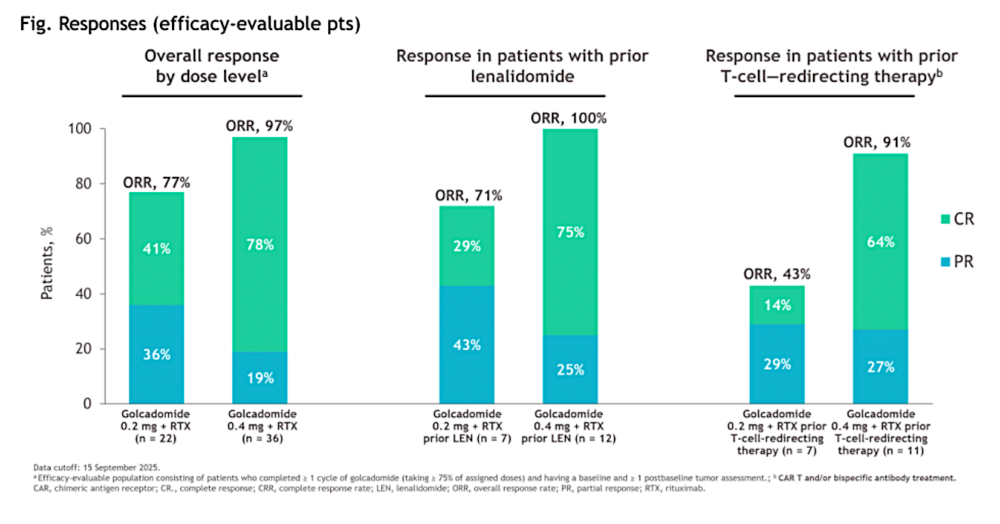 Fig. Responses (efficacy-evaluable pts)
Overall response
by dose levelᵃ
Response in patients with prior
lenalidomide
Response in patients with prior
T-cell—redirecting therapyᵇ
Patients, %
100
80
60
40
20
0
ORR, 77%
41%
36%
ORR, 97%
78%
19%
ORR, 71%
29%
43%
ORR, 100%
75%
25%
ORR, 43%
14%
29%
ORR, 91%
64%
27%
CR
PR
Golcadomide
0.2 mg + RTX
(n = 22)
Golcadomide
0.4 mg + RTX
(n = 36)
Golcadomide
0.2 mg + RTX
prior LEN (n = 7)
Golcadomide
0.4 mg + RTX
prior LEN (n = 12)
Golcadomide
0.2 mg + RTX prior
T-cell-redirecting
therapy (n = 7)
Golcadomide
0.4 mg + RTX prior
T-cell-redirecting
therapy (n = 11)
Data cutoff: 15 September 2025.
ᵃ Efficacy-evaluable population consisting of patients who completed ≥ 1 cycle of golcadomide (taking ≥ 75% of assigned doses) and having a baseline and ≥ 1 postbaseline tumor assessment.; ᵇ CAR T and/or bispecific antibody treatment.
CAR, chimeric antigen receptor; CR., complete response; CRR, complete response rate; LEN, lenalidomide; ORR, overall response rate; PR, partial response; RTX, rituximab.